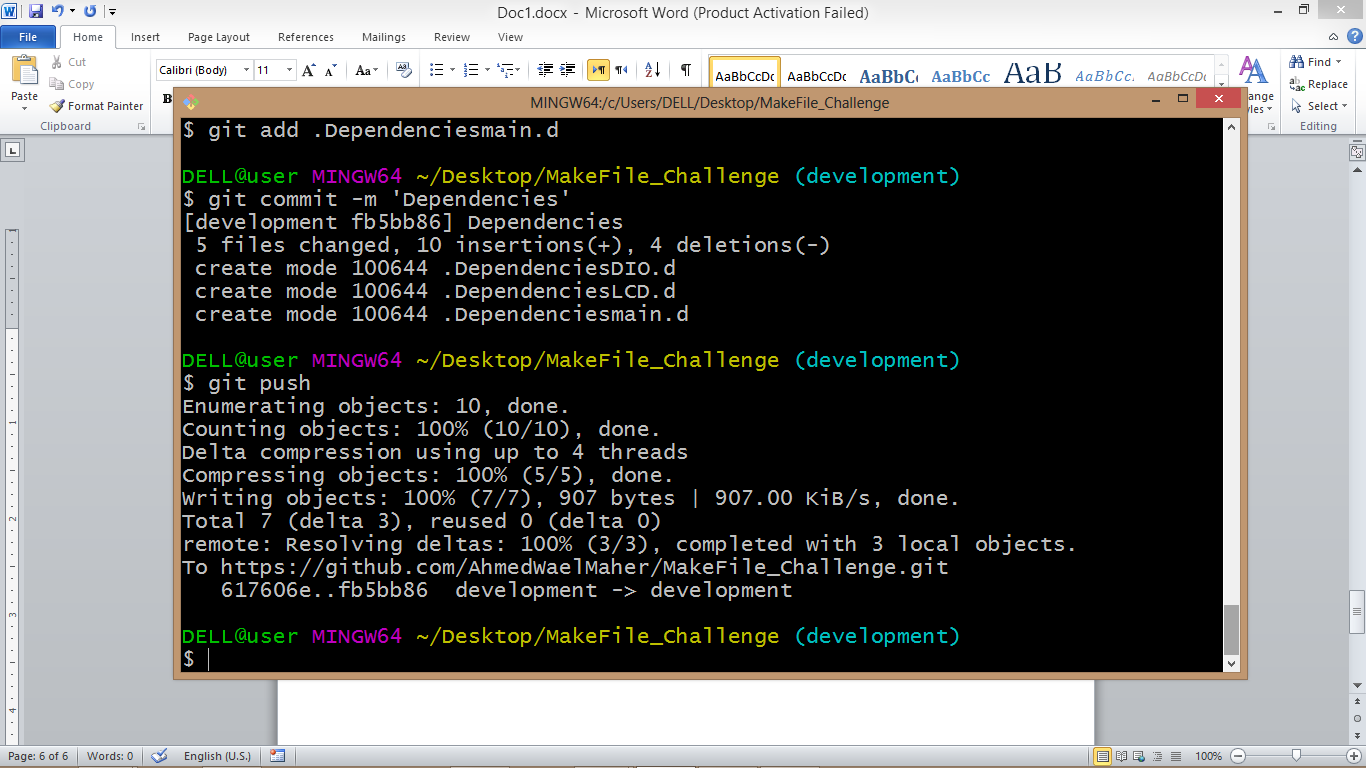 Doc1.docx - Microsoft Word (Product Activation Failed)
File Home Insert Page Layout References Mailings Review View
Paste
Cut
Copy
Format Painter
Clipboard
Calibri (Body) 11
B
AaBbCcDc AaBbCcDc AaBbCc AaBbCc AaB AaBbCc. AaBbCcDc
Find
Replace
Select
Editing
MINGW64:/c/Users/DELL/Desktop/MakeFile_Challenge
$ git add .Dependenciesmain.d
DELL@user MINGW64 ~/Desktop/MakeFile_Challenge (development)
$ git commit -m 'Dependencies'
[development fb5bb86] Dependencies
5 files changed, 10 insertions(+), 4 deletions(-)
create mode 100644 .DependenciesDIO.d
create mode 100644 .DependenciesLCD.d
create mode 100644 .Dependenciesmain.d
DELL@user MINGW64 ~/Desktop/MakeFile_Challenge (development)
$ git push
Enumerating objects: 10, done.
Counting objects: 100% (10/10), done.
Delta compression using up to 4 threads
Compressing objects: 100% (5/5), done.
Writing objects: 100% (7/7), 907 bytes | 907.00 KiB/s, done.
Total 7 (delta 3), reused 0 (delta 0)
remote: Resolving deltas: 100% (3/3), completed with 3 local objects.
To https://github.com/AhmedWaelMaher/MakeFile_Challenge.git
617606e..fb5bb86 development -> development
DELL@user MINGW64 ~/Desktop/MakeFile_Challenge (development)
$
Page: 6 of 6 Words: 0 English (U.S.) 100%